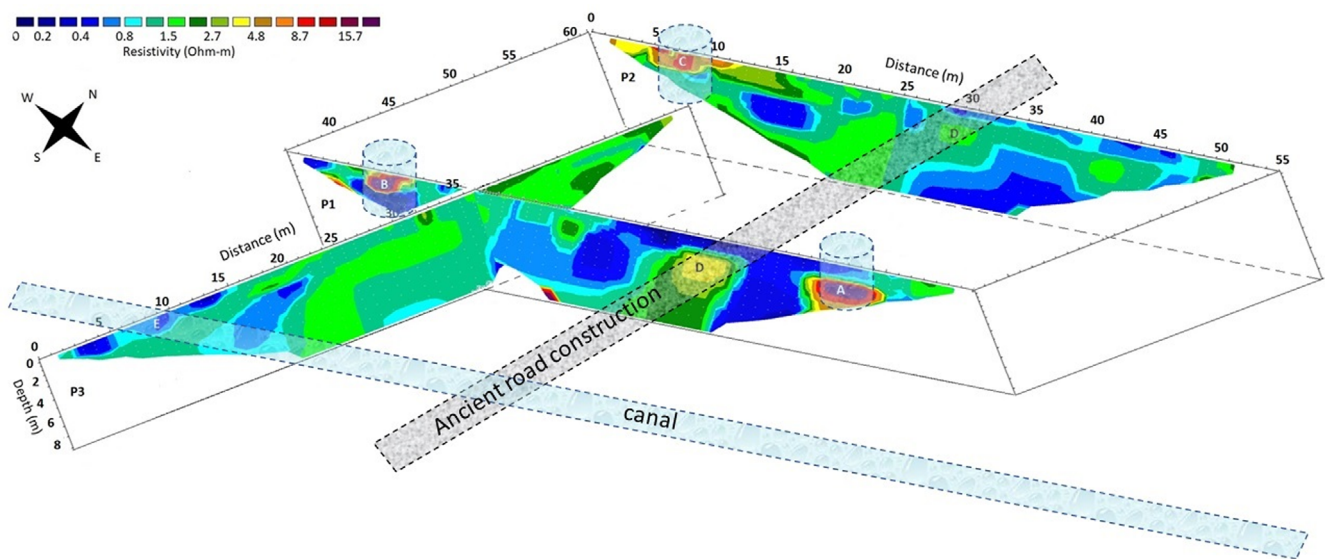 0 0.2 0.4 0.8 1.5 2.7 4.8 8.7 15.7
Resistivity (Ohm-m)
W N
S E
0 5 10 15 20 25 30 35 40 45 50 55
Distance (m)
P2
C
D
60
55
50
45
40
35
30
25
20
15
10
5
0
Distance (m)
P1
B
D
A
E
P3
0
2
4
6
8
Depth (m)
Ancient road construction
canal